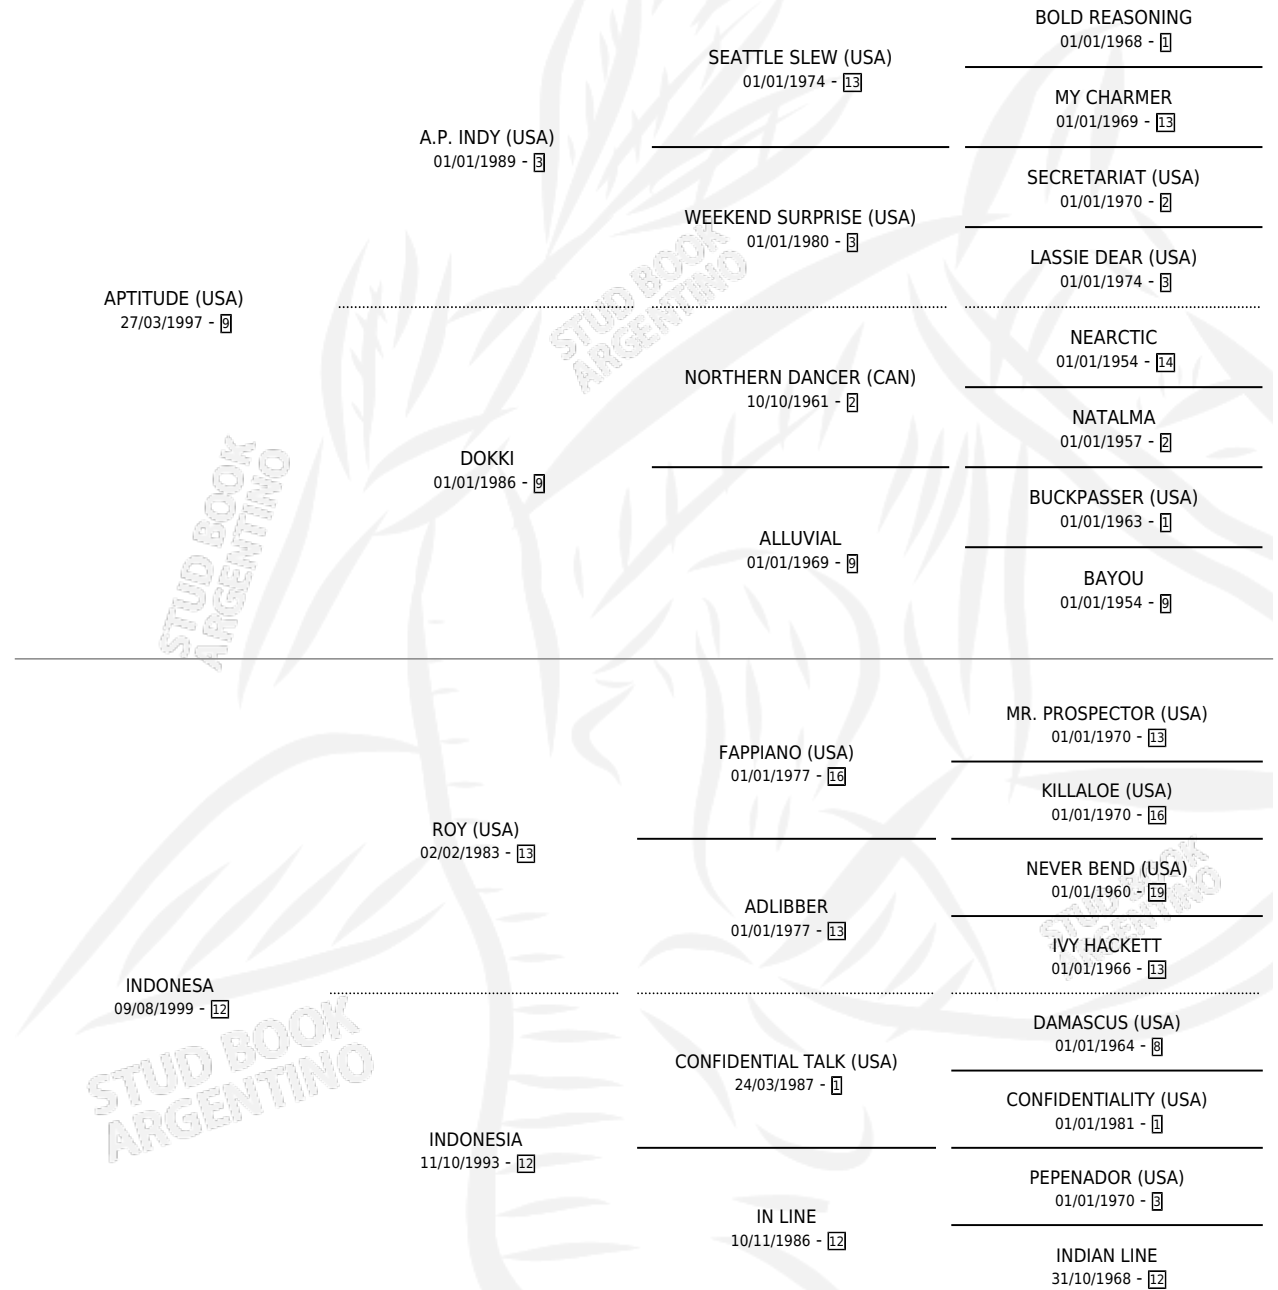 BOLD REASONING
01/01/1968 - 1
SEATTLE SLEW (USA)
01/01/1974 - 13
MY CHARMER
01/01/1969 - 13
A.P. INDY (USA)
01/01/1989 - 3
SECRETARIAT (USA)
01/01/1970 - 2
WEEKEND SURPRISE (USA)
01/01/1980 - 3
LASSIE DEAR (USA)
01/01/1974 - 3
STUD BOOK
ARGENTINO
APTITUDE (USA)
27/03/1997 - 9
NEARCTIC
01/01/1954 - 14
NORTHERN DANCER (CAN)
10/10/1961 - 2
NATALMA
01/01/1957 - 2
DOKKI
01/01/1986 - 9
BUCKPASSER (USA)
01/01/1963 - 1
ALLUVIAL
01/01/1969 - 9
BAYOU
01/01/1954 - 9
STUD BOOK
ARGENTINO
MR. PROSPECTOR (USA)
01/01/1970 - 13
FAPPIANO (USA)
01/01/1977 - 16
KILLALOE (USA)
01/01/1970 - 16
ROY (USA)
02/02/1983 - 13
NEVER BEND (USA)
01/01/1960 - 19
ADLIBBER
01/01/1977 - 13
IVY HACKETT
01/01/1966 - 13
STUD BOOK
ARGENTINO
INDONESA
09/08/1999 - 12
DAMASCUS (USA)
01/01/1964 - 8
CONFIDENTIAL TALK (USA)
24/03/1987 - 1
CONFIDENTIALITY (USA)
01/01/1981 - 1
STUD BOOK
ARGENTINO
INDONESIA
11/10/1993 - 12
PEPENADOR (USA)
01/01/1970 - 3
IN LINE
10/11/1986 - 12
INDIAN LINE
31/10/1968 - 12